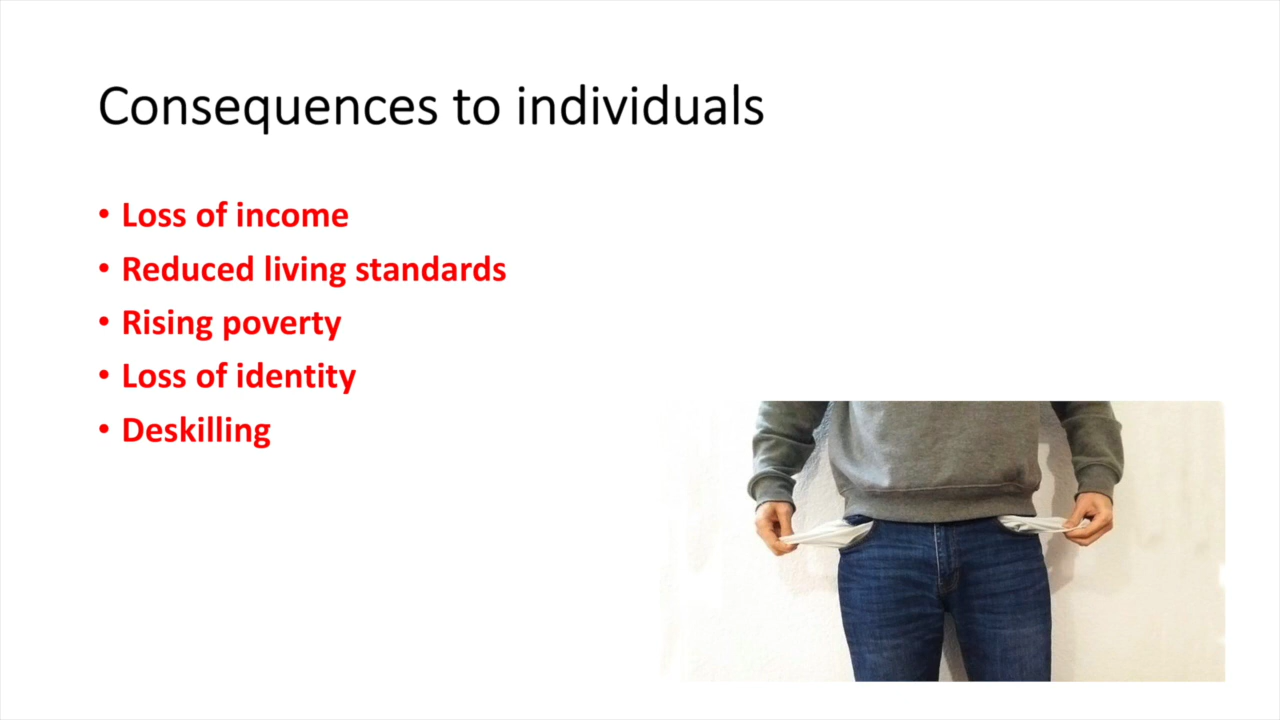 Consequences to individuals
• Loss of income
• Reduced living standards
• Rising poverty
• Loss of identity
• Deskilling